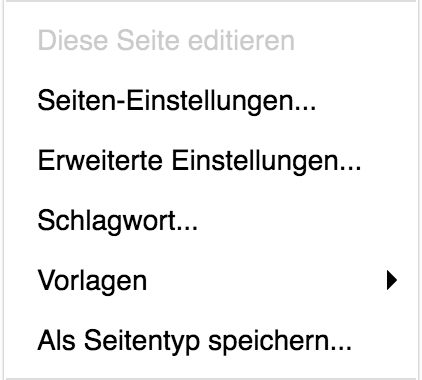 Diese Seite editieren
Seiten-Einstellungen...
Erweiterte Einstellungen...
Schlagwort...
Vorlagen
Als Seitentyp speichern...